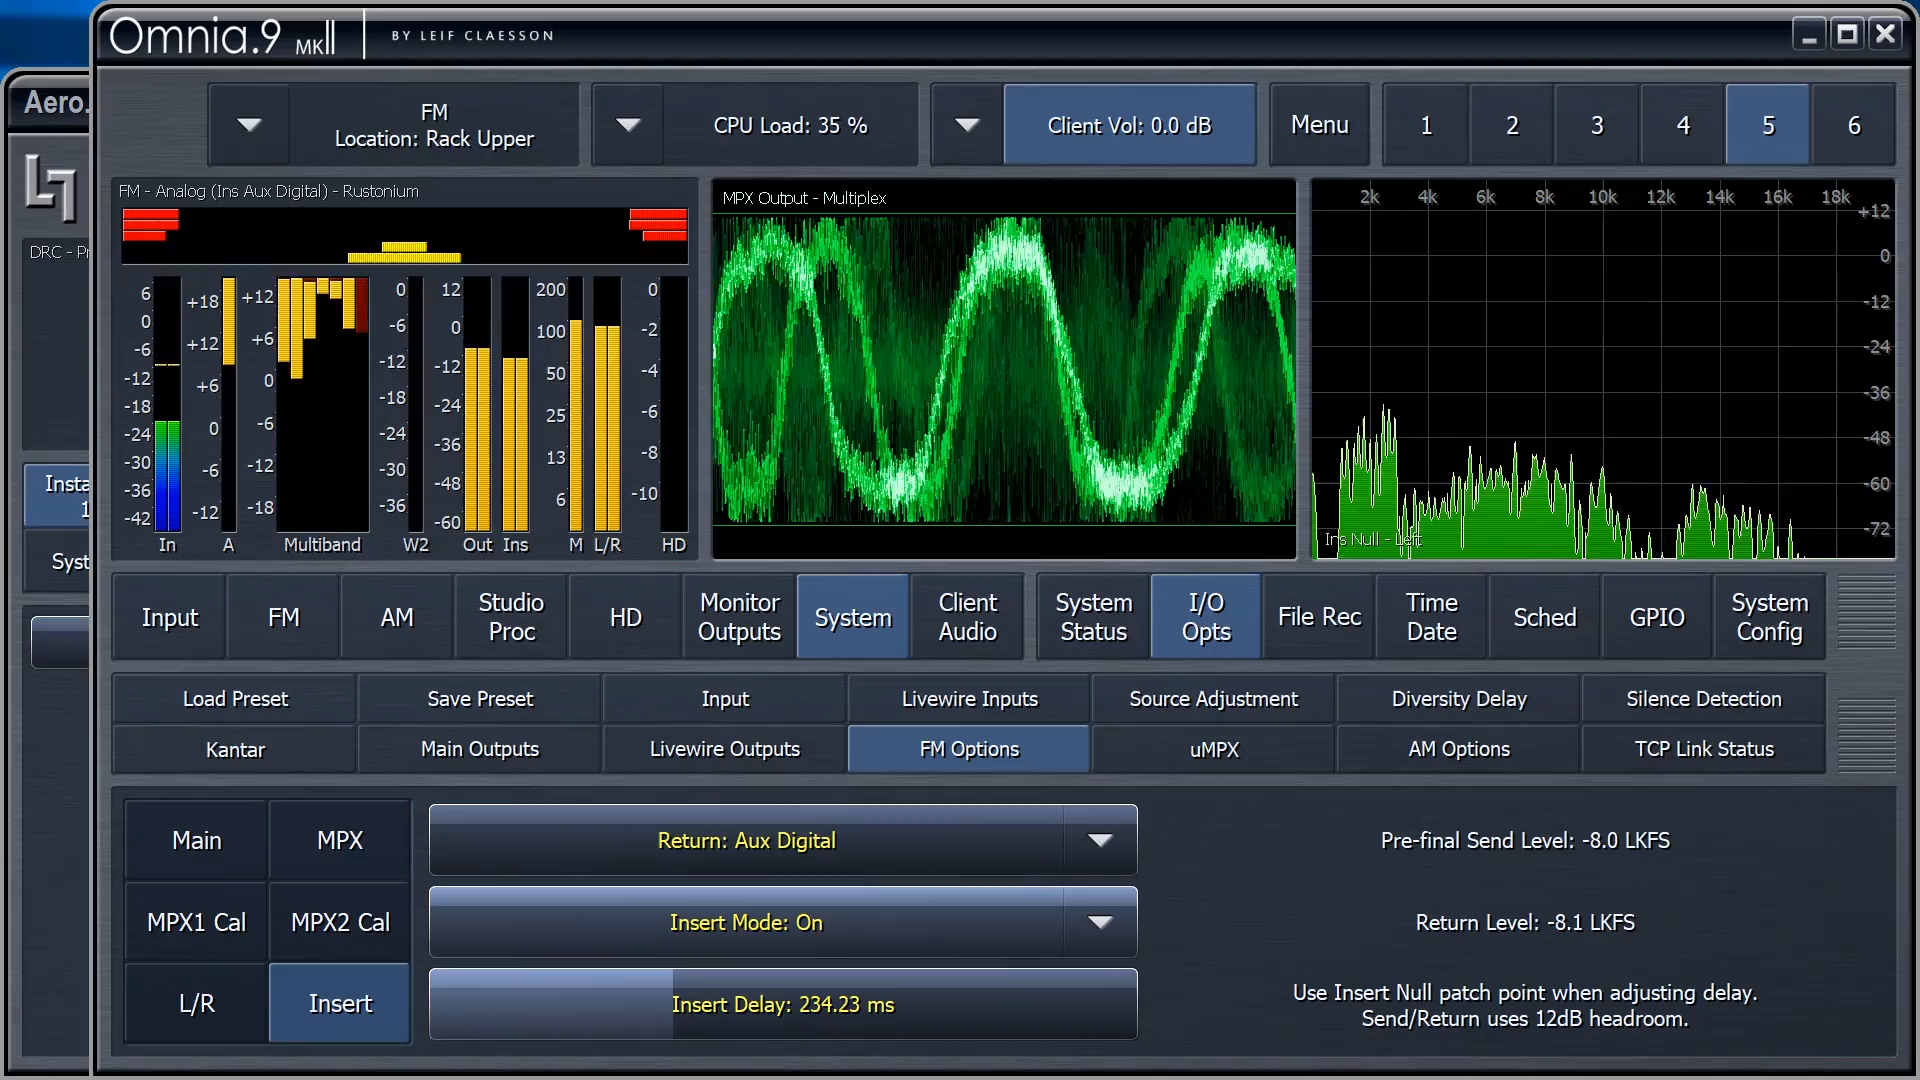 Omnia.9 MKII
BY LEIF CLAESSON
Aero.
DRC - Pr
Insta
1
Syst
FM
Location: Rack Upper
CPU Load: 35 %
Client Vol: 0.0 dB
Menu
1
2
3
4
5
6
FM - Analog (Ins Aux Digital) - Rustonium
6
0
-6
-12
-18
-24
-30
-36
-42
In
+18
+12
+6
0
-6
-12
A
+12
+6
0
-6
-12
-18
Multiband
0
-6
-12
-18
-24
-30
-36
W2
12
0
-12
-24
-36
-48
-60
Out
Ins
200
100
50
25
13
6
M
L/R
0
-2
-4
-6
-8
-10
HD
MPX Output - Multiplex
2k
4k
6k
8k
10k
12k
14k
16k
18k
+12
0
-12
-24
-36
-48
-60
-72
Ins Null - Left
Input
FM
AM
Studio
Proc
HD
Monitor
Outputs
System
Client
Audio
System
Status
I/O
Opts
File Rec
Time
Date
Sched
GPIO
System
Config
Load Preset
Save Preset
Input
Livewire Inputs
Source Adjustment
Diversity Delay
Silence Detection
Kantar
Main Outputs
Livewire Outputs
FM Options
uMPX
AM Options
TCP Link Status
Main
MPX
MPX1 Cal
MPX2 Cal
L/R
Insert
Return: Aux Digital
Insert Mode: On
Insert Delay: 234.23 ms
Pre-final Send Level: -8.0 LKFS
Return Level: -8.1 LKFS
Use Insert Null patch point when adjusting delay.
Send/Return uses 12dB headroom.